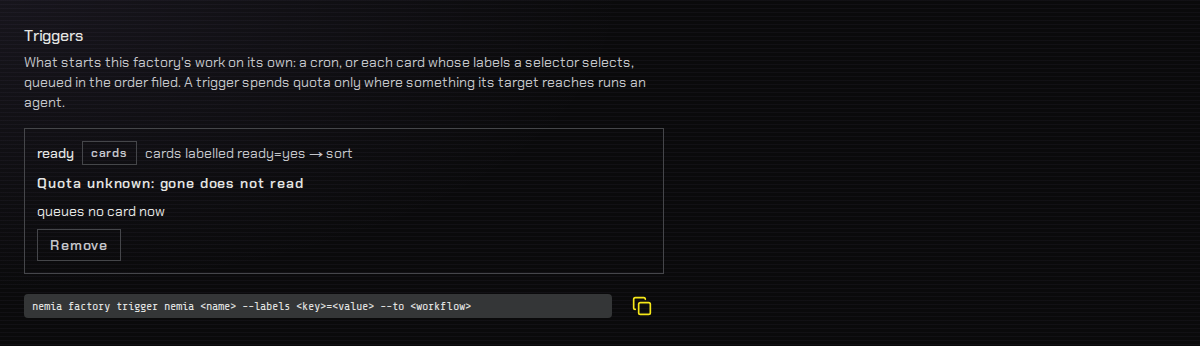 Triggers
What starts this factory's work on its own: a cron, or each card whose labels a selector selects,
queued in the order filed. A trigger spends quota only where something its target reaches runs an
agent.
ready cards cards labelled ready=yes → sort
Quota unknown: gone does not read
queues no card now
Remove
nemia factory trigger nemia <name> --labels <key>=<value> --to <workflow>